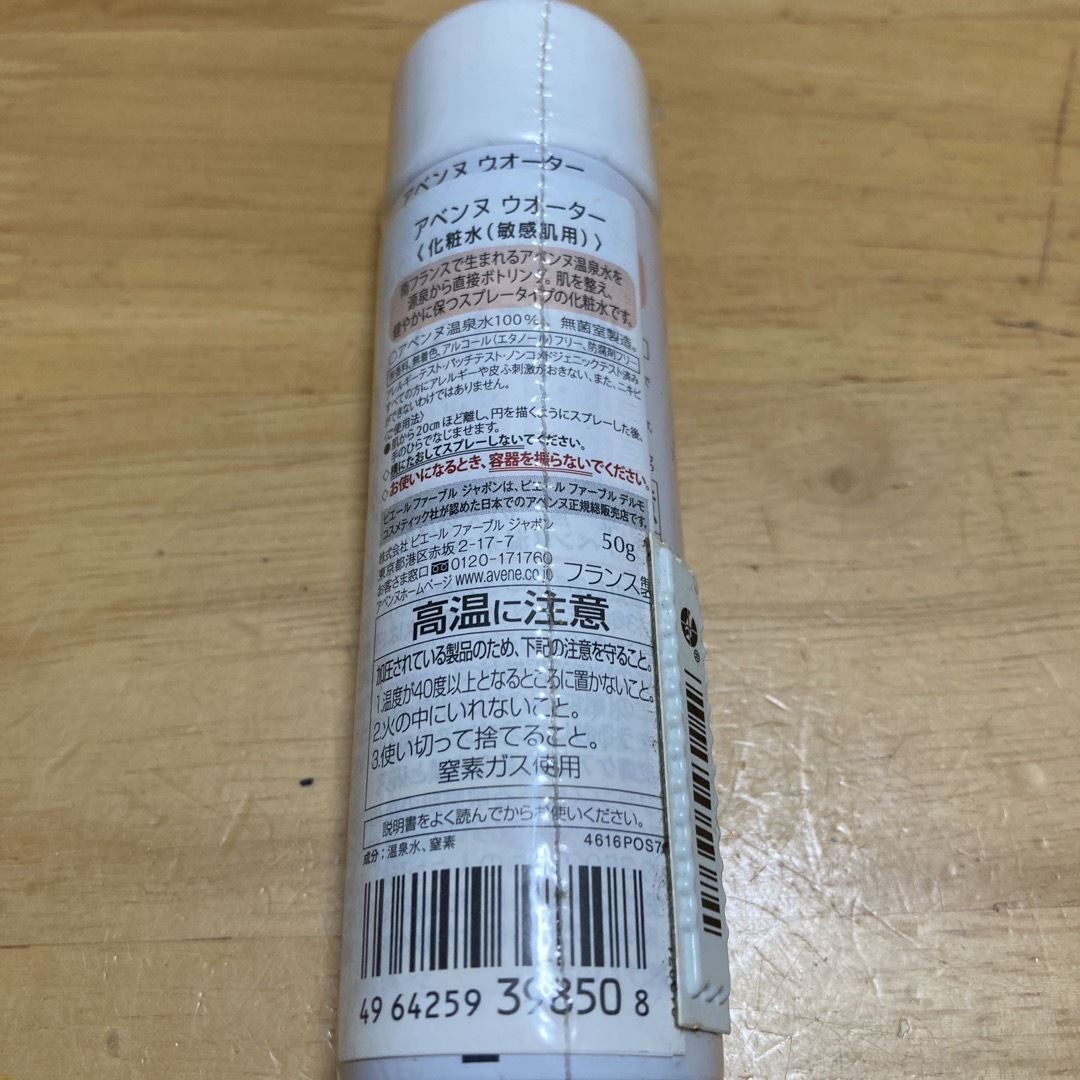 アベンヌ ウオーター
アベンヌ ウオーター
〈化粧水(敏感肌用)〉
南フランスで生まれるアベンヌ温泉水を
源泉から直接ボトリング。肌を整え、
健やかに保つスプレータイプの化粧水です。
◇アベンヌ温泉水100%、無菌室製造。
無香料、無着色、アルコール(エタノール)フリー、防腐剤フリー
アレルギーテスト・パッチテスト・ノンコメドジェニックテスト済み
すべての方にアレルギーや皮ふ刺激がおきない、また、ニキビ
ができないわけではありません。
〈ご使用法〉
●肌から20cmほど離し、円を描くようにスプレーした後、
手のひらでなじませます。
◇横にたおしてスプレーしないでください。
◇お使いになるとき、容器を振らないでください。
ピエール ファーブル ジャポンは、ピエール ファーブル デルモ
コスメティック社が認めた日本でのアベンヌ正規総販売店です。
株式会社 ピエール ファーブル ジャポン
東京都港区赤坂2-17-7 50g
お客さま窓口 0120-171760
アベンヌホームページ www.avene.co.jp フランス製
高温に注意
加圧されている製品のため、下記の注意を守ること。
1.温度が40度以上となるところに置かないこと。
2.火の中にいれないこと。
3.使い切って捨てること。
窒素ガス使用
説明書をよく読んでからお使いください。
成分:温泉水、窒素 4616POS7
4964259398508